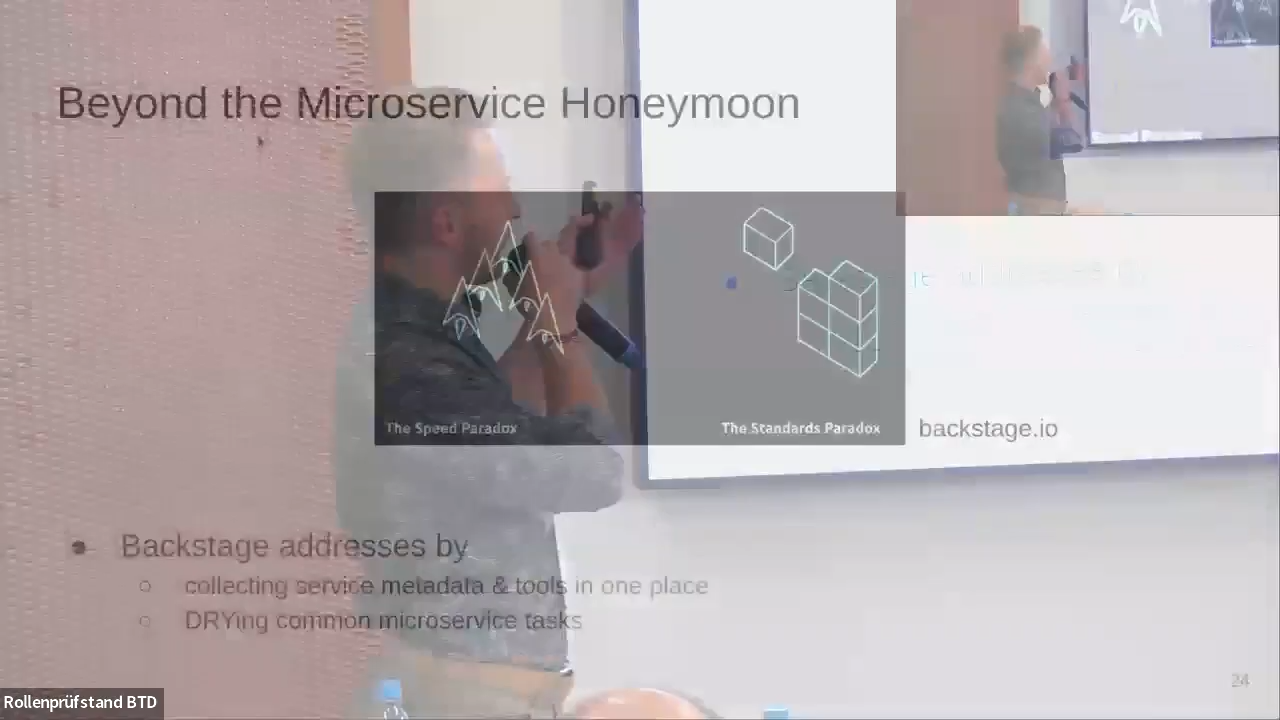 Beyond the Microservice Honeymoon
The Speed Paradox
The Standards Paradox
backstage.io
Backstage addresses by
collecting service metadata & tools in one place
DRYing common microservice tasks
24
Rollenprüfstand BTD